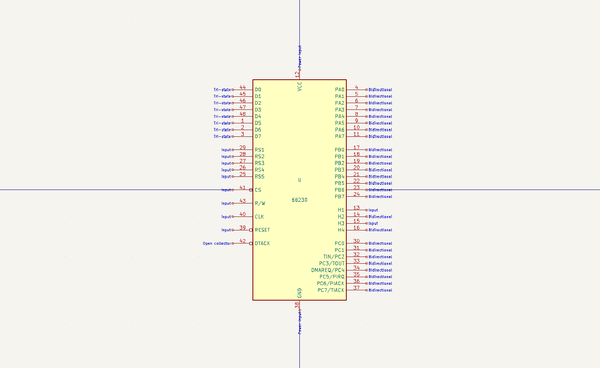 Power input
12
VCC
Tri-state 44 D0 PA0 4 Bidirectional
Tri-state 45 D1 PA1 5 Bidirectional
Tri-state 46 D2 PA2 6 Bidirectional
Tri-state 47 D3 PA3 7 Bidirectional
Tri-state 48 D4 PA4 8 Bidirectional
Tri-state 1 D5 PA5 9 Bidirectional
Tri-state 2 D6 PA6 10 Bidirectional
Tri-state 3 D7 PA7 11 Bidirectional
Input 29 RS1 PB0 17 Bidirectional
Input 28 RS2 PB1 18 Bidirectional
Input 27 RS3 PB2 19 Bidirectional
Input 26 RS4 PB3 20 Bidirectional
Input 25 RS5 PB4 21 Bidirectional
PB5 22 Bidirectional
Input 41 CS PB6 23 Bidirectional
PB7 24 Bidirectional
U
68230
Input 43 R/W
H1 13 Input
Input 40 CLK H2 14 Bidirectional
H3 15 Input
Input 39 RESET H4 16 Bidirectional
Open collector 42 DTACK PC0 30 Bidirectional
PC1 31 Bidirectional
TIN/PC2 32 Bidirectional
PC3/TOUT 33 Bidirectional
DMAREQ/PC4 34 Bidirectional
PC5/PIRQ 35 Bidirectional
PC6/PIACK 36 Bidirectional
PC7/TIACK 37 Bidirectional
GND
38
Power input